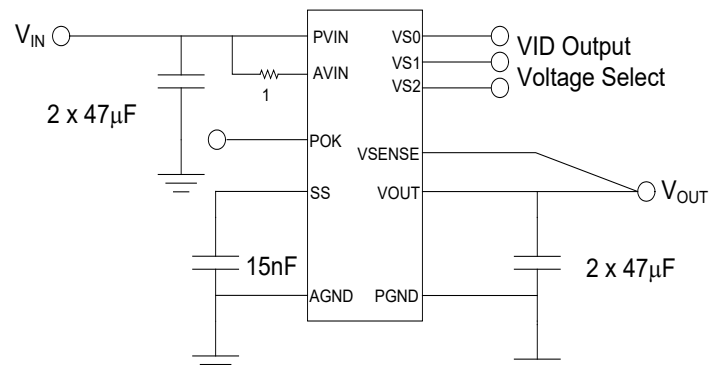 VIN
PVIN
VS0
VID Output
VS1
Voltage Select
AVIN
VS2
1
2 x 47μF
POK
VSENSE
SS
VOUT
VOUT
15nF
2 x 47μF
AGND
PGND